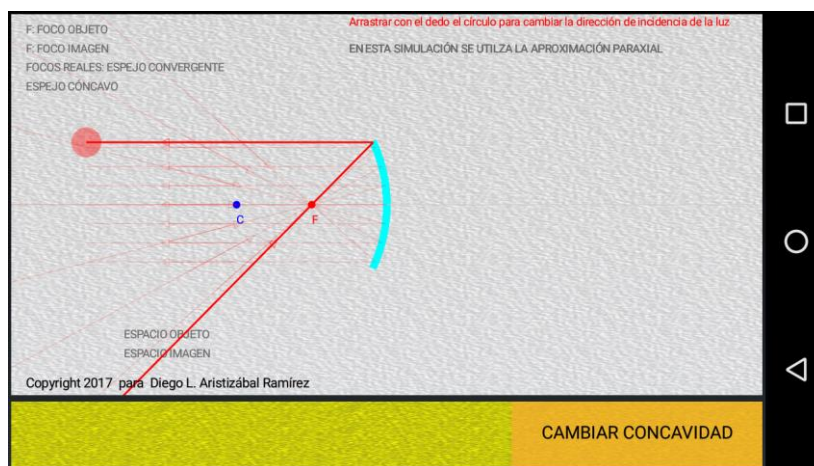 Arrastrar con el dedo el círculo para cambiar la dirección de incidencia de la luz
F: FOCO OBJETO
F: FOCO IMAGEN
EN ESTA SIMULACIÓN SE UTILZA LA APROXIMACIÓN PARAXIAL
FOCOS REALES: ESPEJO CONVERGENTE
ESPEJO CÓNCAVO
C
F
ESPACIO OBJETO
ESPACIO IMAGEN
Copyright 2017 para Diego L. Aristizábal Ramírez
CAMBIAR CONCAVIDAD